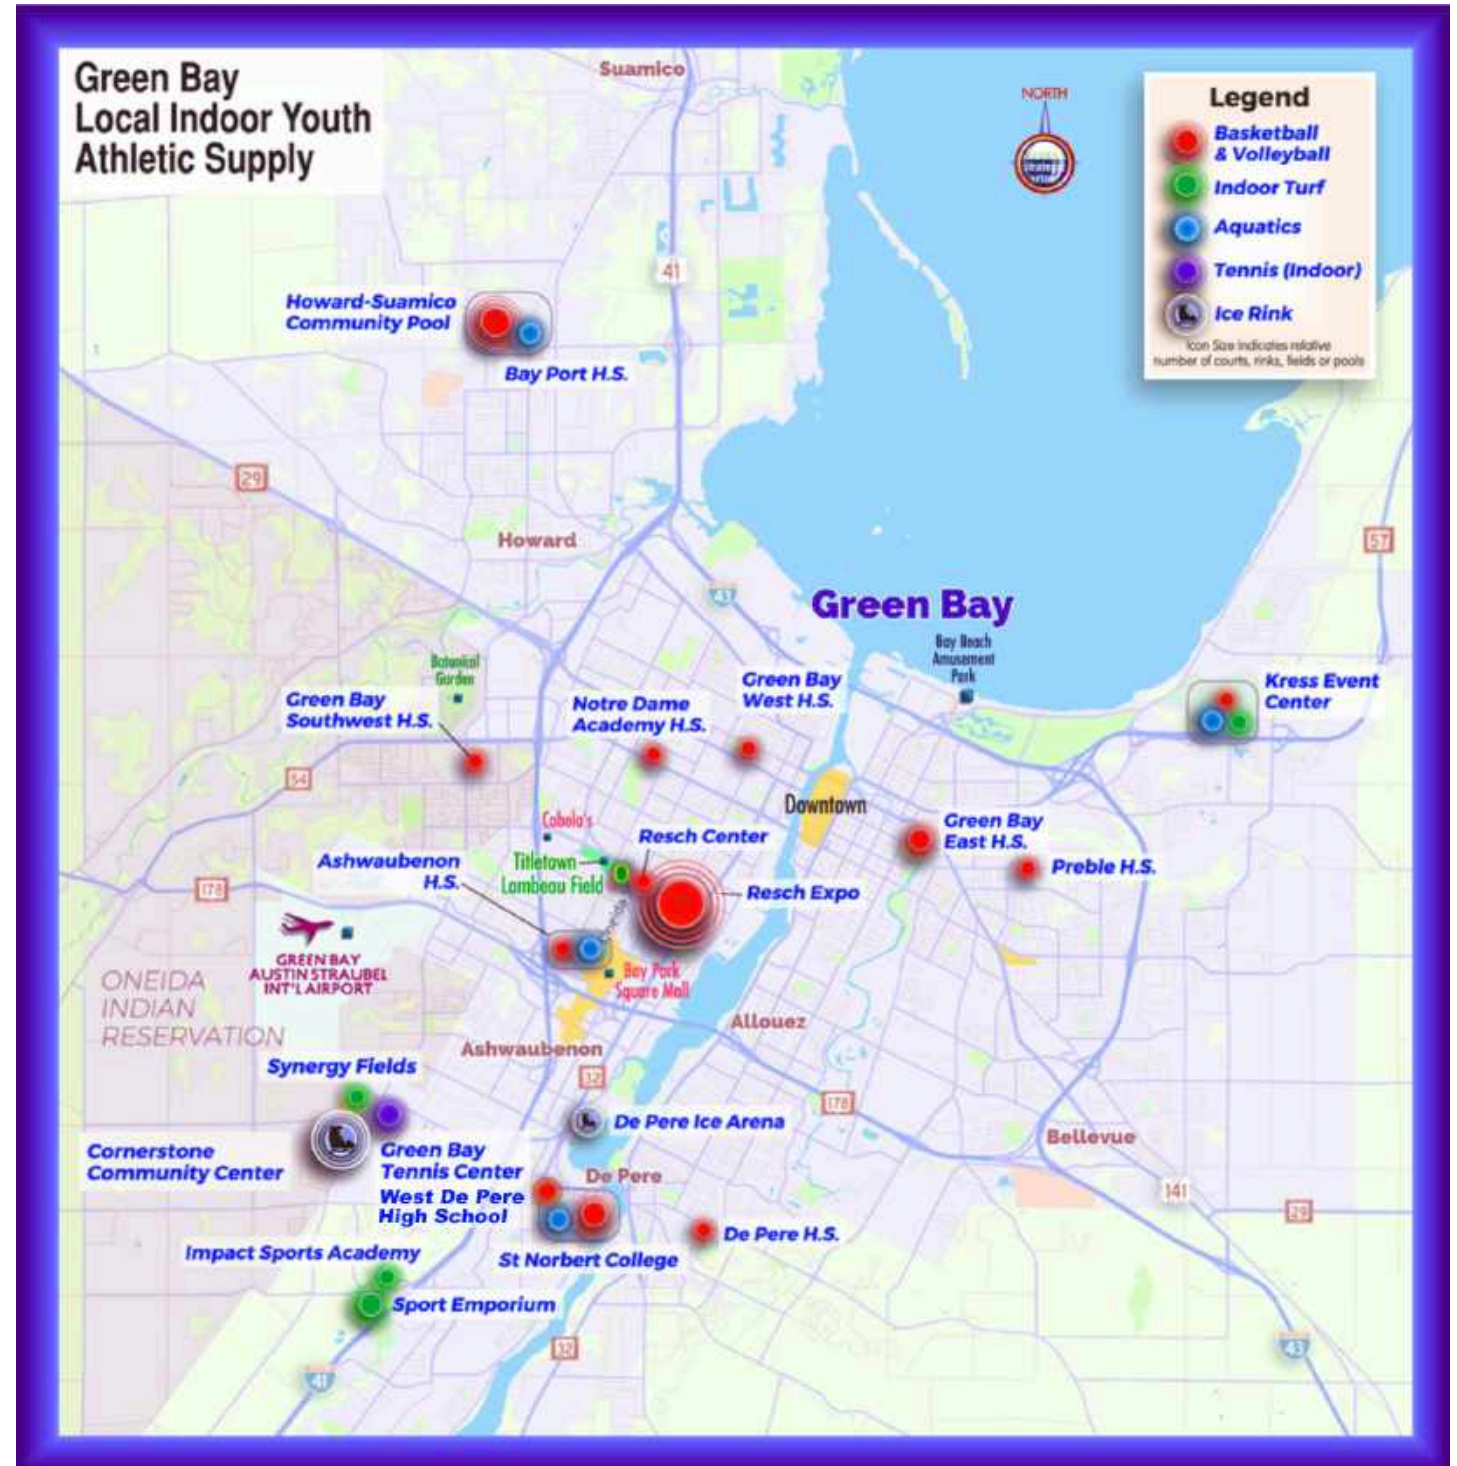 Green Bay
Local Indoor Youth
Athletic Supply
Suamico
NORTH
Legend
Basketball
& Volleyball
Indoor Turf
Aquatics
Tennis (Indoor)
Ice Rink
Icon Size indicates relative
number of courts, rinks, fields or pools
41
Howard-Suamico
Community Pool
Bay Port H.S.
29
Howard
57
43
Green Bay
Bay Beach
Amusement
Park
Botanical
Garden
Green Bay
Southwest H.S.
Notre Dame
Academy H.S.
Green Bay
West H.S.
Kress Event
Center
54
Downtown
Cabela's
Resch Center
Green Bay
East H.S.
Preble H.S.
Ashwaubenon
H.S.
Titletown
Lambeau Field
Resch Expo
178
Oneida
GREEN BAY
AUSTIN STRAUBEL
INT'L AIRPORT
Bay Park
Square Mall
ONEIDA
INDIAN
RESERVATION
Allouez
Ashwaubenon
Synergy Fields
32
178
De Pere Ice Arena
Bellevue
Cornerstone
Community Center
Green Bay
Tennis Center
De Pere
West De Pere
High School
141
29
De Pere H.S.
St Norbert College
Impact Sports Academy
Sport Emporium
32
41
43